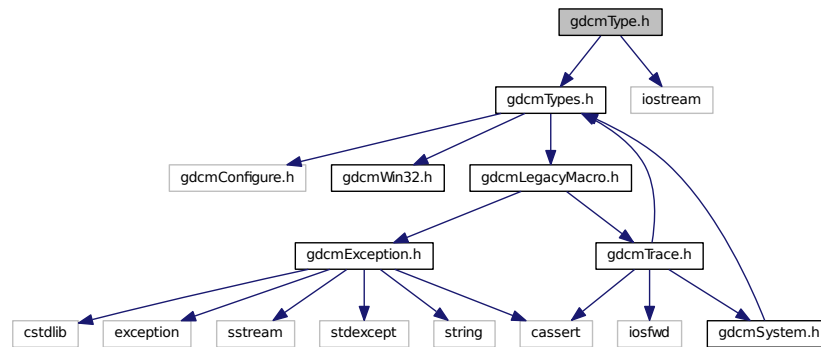 gdcmType.h
gdcmTypes.h
iostream
gdcmConfigure.h
gdcmWin32.h
gdcmLegacyMacro.h
gdcmException.h
gdcmTrace.h
cstdlib
exception
sstream
stdexcept
string
cassert
iosfwd
gdcmSystem.h